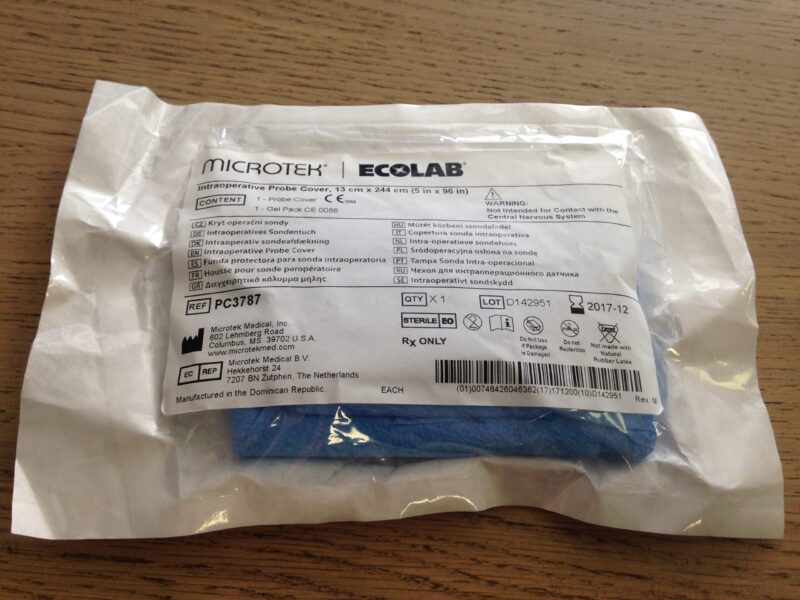 MICROTEK® | ECOLAB®
Intraoperative Probe Cover, 13 cm x 244 cm (5 in x 96 in)
CONTENT
1 - Probe Cover CE 0086
1 - Gel Pack CE 0086
WARNING:
Not Intended for Contact with the
Central Nervous System
CZ Kryt operační sondy
DE Intraoperatives Sondentuch
DK Intraoperativ sondeafdækning
EN Intraoperative Probe Cover
ES Funda protectora para sonda intraoperatoria
FR Housse pour sonde peropératoire
GR Διεγχειρητικό κάλυμμα μήλης
HU Műtét közbeni szondafedél
IT Copertura sonda intraoperativa
NL Intra-operatieve sondehoes
PL Śródoperacyjna osłona na sondę
PT Tampa Sonda Intra-operacional
RU Чехол для интраоперационного датчика
SE Intraoperativt sondskydd
REF PC3787
QTY X 1
LOT D142951
2017-12
STERILE EO
Do Not Use
if Package
is Damaged
Do not
Resterilize
Not made with
Natural
Rubber Latex
Rx ONLY
Microtek Medical, Inc.
602 Lehmberg Road
Columbus, MS 39702 U.S.A.
www.microtekmed.com
EC REP
Microtek Medical B.V.
Hekkehorst 24
7207 BN Zutphen, The Netherlands
Manufactured in the Dominican Republic.
EACH
(01)00748426046362(17)171200(10)D142951
Rev.